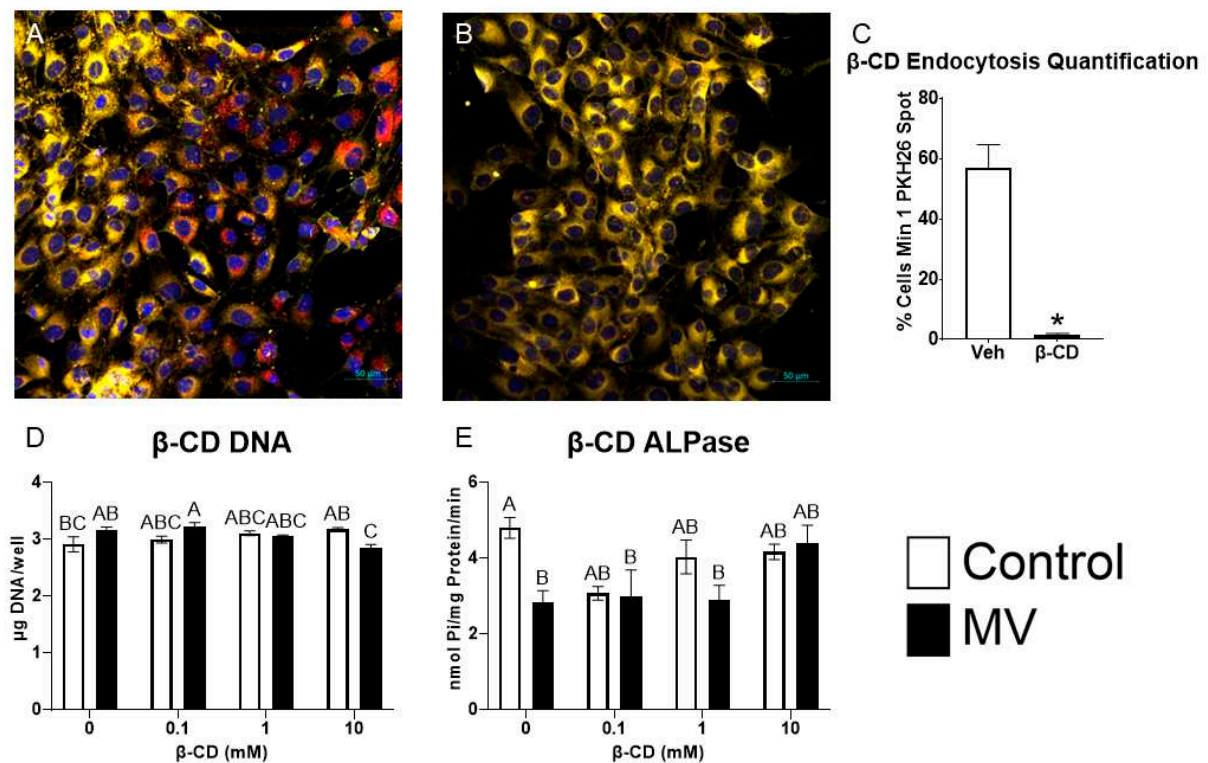 A
50 µm
B
50 µm
C
β-CD Endocytosis Quantification
% Cells Min 1 PKH26 Spot
80
60
40
20
0
*
Veh
β-CD
D
β-CD DNA
µg DNA/well
4
3
2
1
0
BC
AB
ABC
A
ABC
ABC
AB
C
0
0.1
1
10
β-CD (mM)
E
β-CD ALPase
nmol Pi/mg Protein/min
6
4
2
0
A
B
AB
B
AB
B
AB
AB
0
0.1
1
10
β-CD (mM)
Control
MV